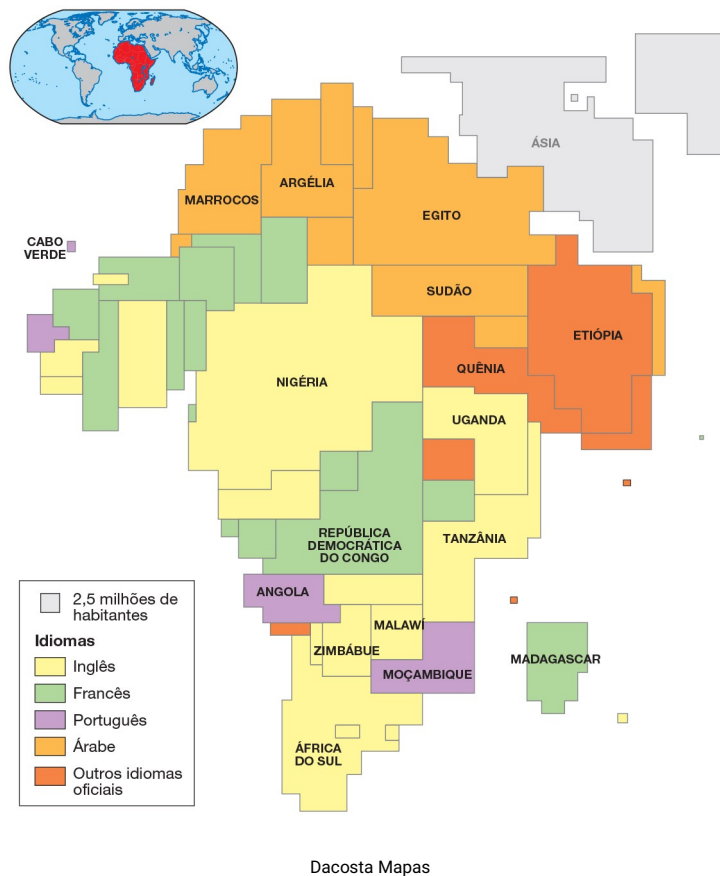 ÁSIA
ARGÉLIA
MARROCOS
EGITO
CABO
VERDE
SUDÃO
ETIÓPIA
QUÊNIA
NIGÉRIA
UGANDA
REPÚBLICA
DEMOCRÁTICA
DO CONGO
TANZÂNIA
ANGOLA
MALAWÍ
ZIMBÁBUE
MADAGASCAR
MOÇAMBIQUE
ÁFRICA
DO SUL
2,5 milhões de
habitantes
Idiomas
Inglês
Francês
Português
Árabe
Outros idiomas
oficiais
Dacosta Mapas